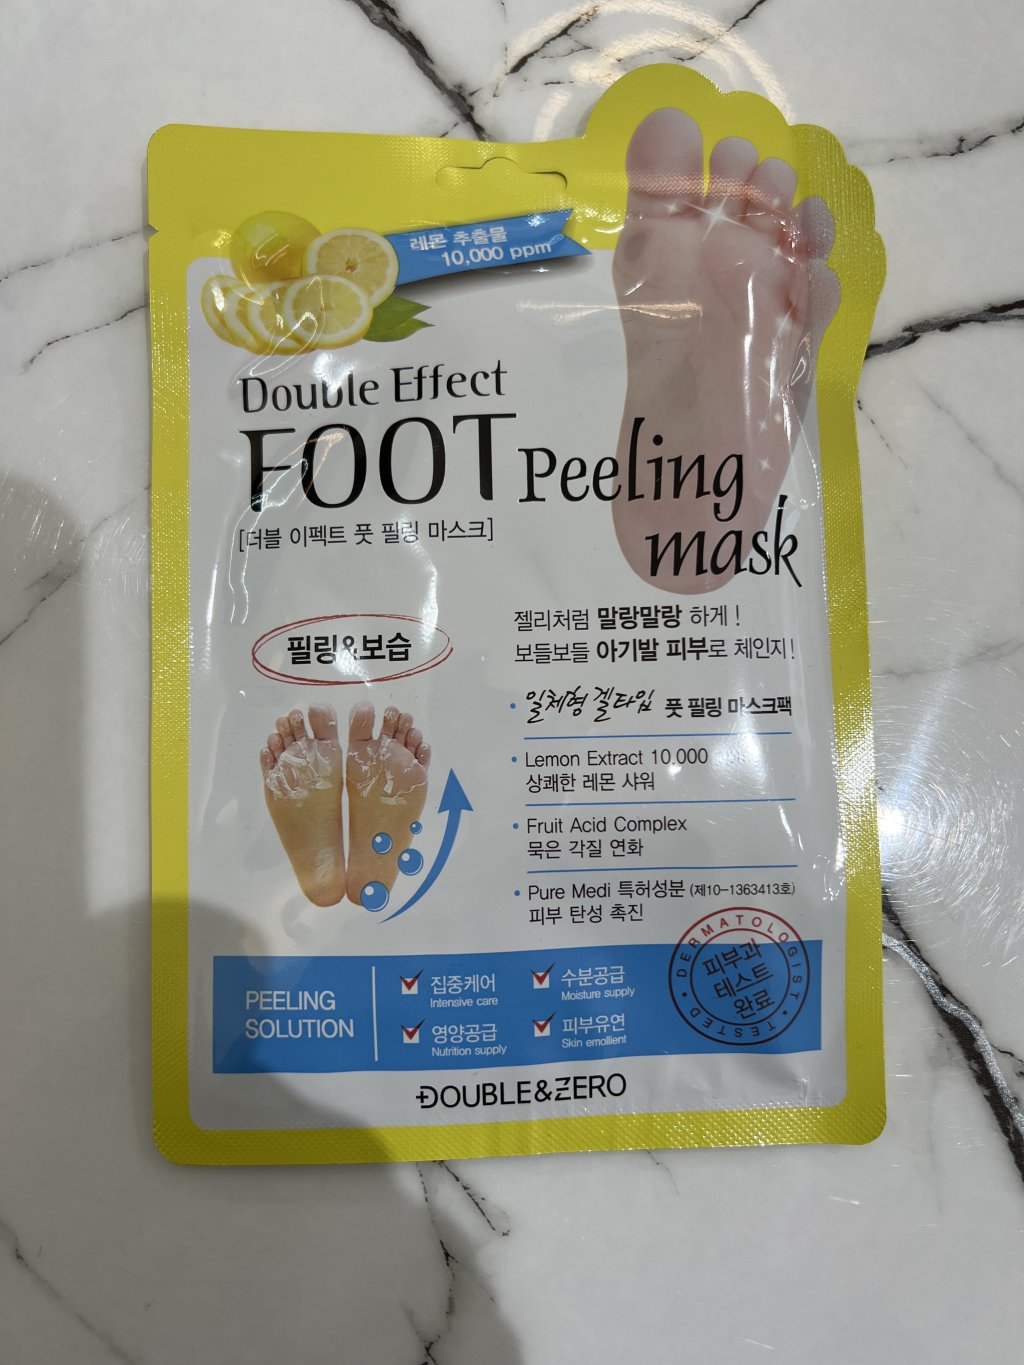 레몬 추출물
10,000 ppm
Double Effect
FOOT Peeling
mask
[더블 이펙트 풋 필링 마스크]
젤리처럼 말랑말랑 하게 !
보들보들 아기발 피부로 체인지!
필링&보습
• 일체형 겔타입 풋 필링 마스크팩
• Lemon Extract 10,000
상쾌한 레몬 샤워
• Fruit Acid Complex
묵은 각질 연화
• Pure Medi 특허성분 (제10-1363413호)
피부 탄성 촉진
DERMATOLOGIST • TESTED •
피부과
테스트
완료
PEELING
SOLUTION
집중케어
Intensive care
수분공급
Moisture supply
영양공급
Nutrition supply
피부유연
Skin emollient
DOUBLE&ZERO